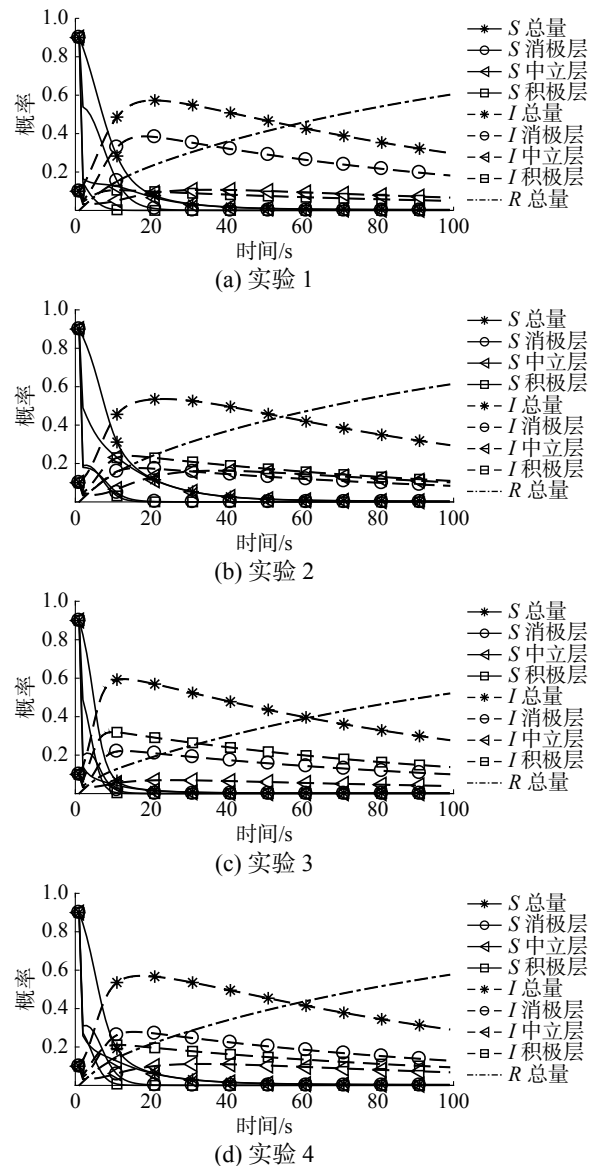 1.0
0.8
0.6
0.4
0.2
概率
0 20 40 60 80 100
时间/s
S 总量
S 消极层
S 中立层
S 积极层
I 总量
I 消极层
I 中立层
I 积极层
R 总量
(a) 实验 1
1.0
0.8
0.6
0.4
0.2
概率
0 20 40 60 80 100
时间/s
S 总量
S 消极层
S 中立层
S 积极层
I 总量
I 消极层
I 中立层
I 积极层
R 总量
(b) 实验 2
1.0
0.8
0.6
0.4
0.2
概率
0 20 40 60 80 100
时间/s
S 总量
S 消极层
S 中立层
S 积极层
I 总量
I 消极层
I 中立层
I 积极层
R 总量
(c) 实验 3
1.0
0.8
0.6
0.4
0.2
概率
0 20 40 60 80 100
时间/s
S 总量
S 消极层
S 中立层
S 积极层
I 总量
I 消极层
I 中立层
I 积极层
R 总量
(d) 实验 4